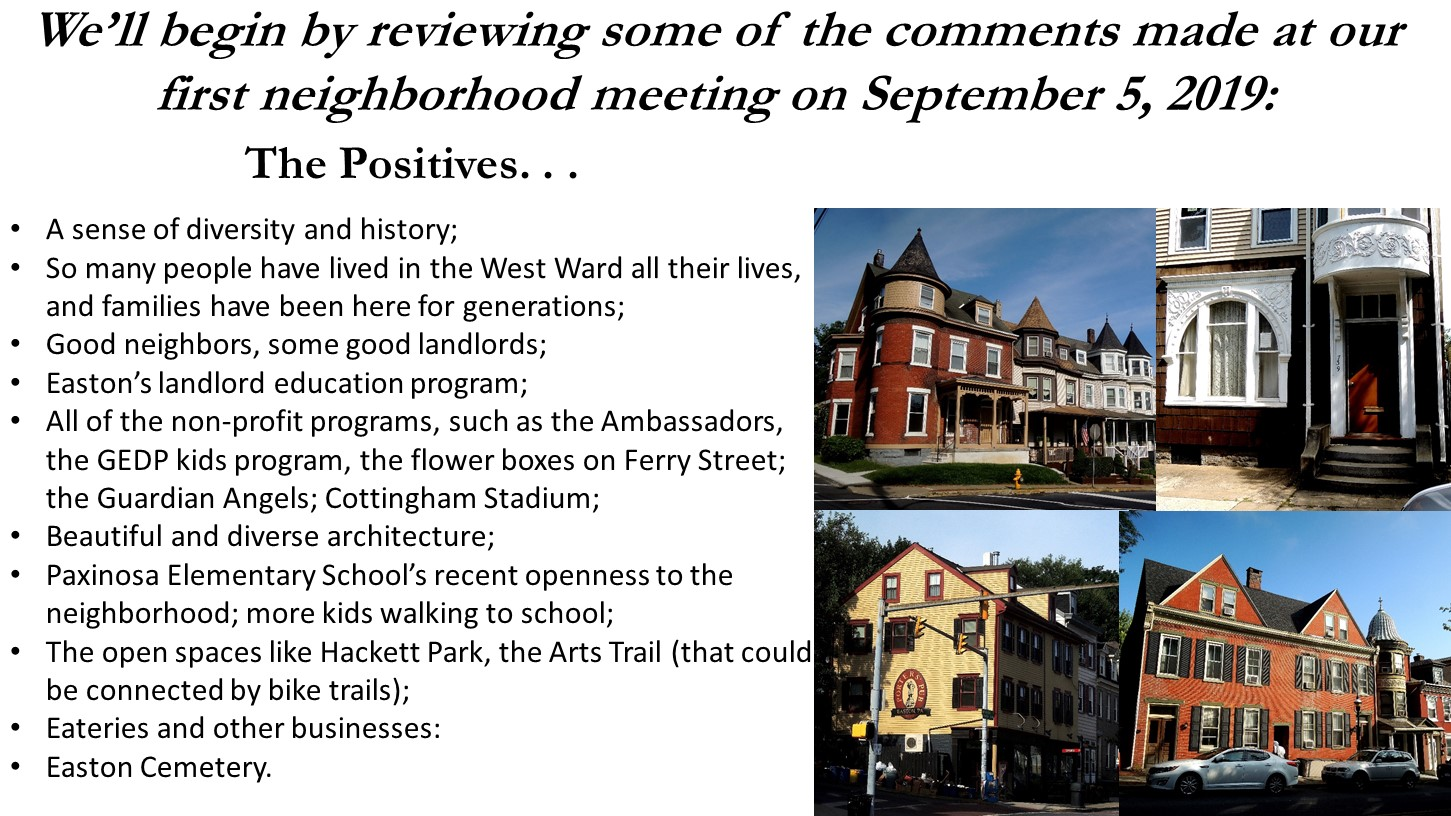 We'll begin by reviewing some of the comments made at our
first neighborhood meeting on September 5, 2019:
The Positives. . .
• A sense of diversity and history;
• So many people have lived in the West Ward all their lives,
and families have been here for generations;
• Good neighbors, some good landlords;
• Easton's landlord education program;
• All of the non-profit programs, such as the Ambassadors,
the GEDP kids program, the flower boxes on Ferry Street;
the Guardian Angels; Cottingham Stadium;
• Beautiful and diverse architecture;
• Paxinosa Elementary School's recent openness to the
neighborhood; more kids walking to school;
• The open spaces like Hackett Park, the Arts Trail (that could
be connected by bike trails);
• Eateries and other businesses:
• Easton Cemetery.
759
PORTERS' PUB
EASTON, PA